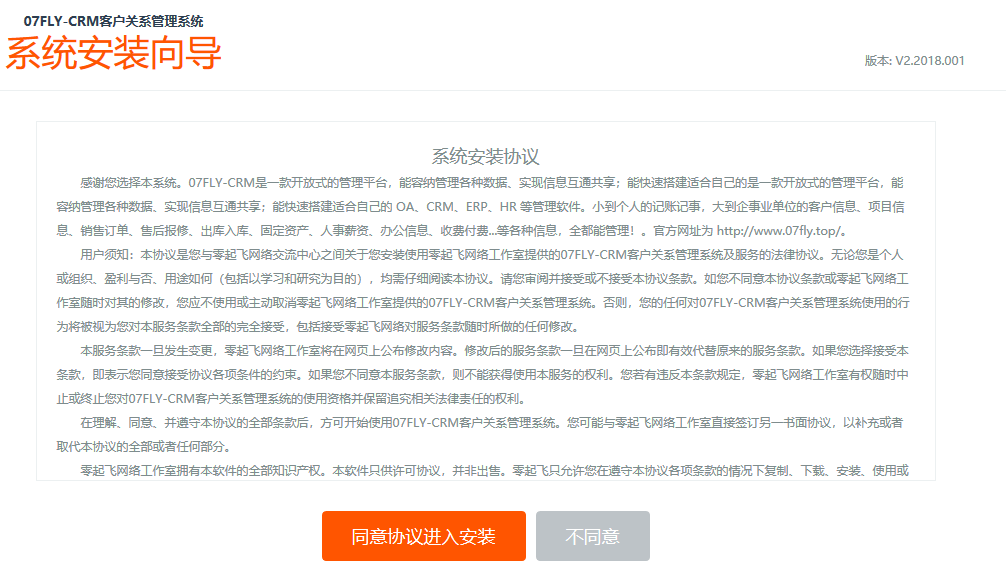 07FLY-CRM客户关系管理系统
系统安装向导
版本: V2.2018.001
系统安装协议
感谢您选择本系统。07FLY-CRM是一款开放式的管理平台，能容纳管理各种数据、实现信息互通共享；能快速搭建适合自己的是一款开放式的管理平台，能
容纳管理各种数据、实现信息互通共享；能快速搭建适合自己的 OA、CRM、ERP、HR 等管理软件。小到个人的记账记事，大到企事业单位的客户信息、项目信
息、销售订单、售后报修、出库入库、固定资产、人事薪资、办公信息、收费付费...等各种信息，全都能管理！。官方网址为 http://www.07fly.top/。
用户须知：本协议是您与零起飞网络交流中心之间关于您安装使用零起飞网络工作室提供的07FLY-CRM客户关系管理系统及服务的法律协议。无论您是个人
或组织、盈利与否、用途如何（包括以学习和研究为目的），均需仔细阅读本协议。请您审阅并接受或不接受本协议条款。如您不同意本协议条款或零起飞网络工
作室随时对其的修改，您应不使用或主动取消零起飞网络工作室提供的07FLY-CRM客户关系管理系统。否则，您的任何对07FLY-CRM客户关系管理系统使用的行
为将被视为您对本服务条款全部的完全接受，包括接受零起飞网络对服务条款随时所做的任何修改。
本服务条款一旦发生变更，零起飞网络工作室将在网页上公布修改内容。修改后的服务条款一旦在网页上公布即有效代替原来的服务条款。如果您选择接受本
条款，即表示您同意接受协议各项条件的约束。如果您不同意本服务条款，则不能获得使用本服务的权利。您若有违反本条款规定，零起飞网络工作室有权随时中
止或终止您对07FLY-CRM客户关系管理系统的使用资格并保留追究相关法律责任的权利。
在理解、同意、并遵守本协议的全部条款后，方可开始使用07FLY-CRM客户关系管理系统。您可能与零起飞网络工作室直接签订另一书面协议，以补充或者
取代本协议的全部或者任何部分。
零起飞网络工作室拥有本软件的全部知识产权。本软件只供许可协议，并非出售。零起飞只允许您在遵守本协议各项条款的情况下复制、下载、安装、使用或
同意协议进入安装
不同意